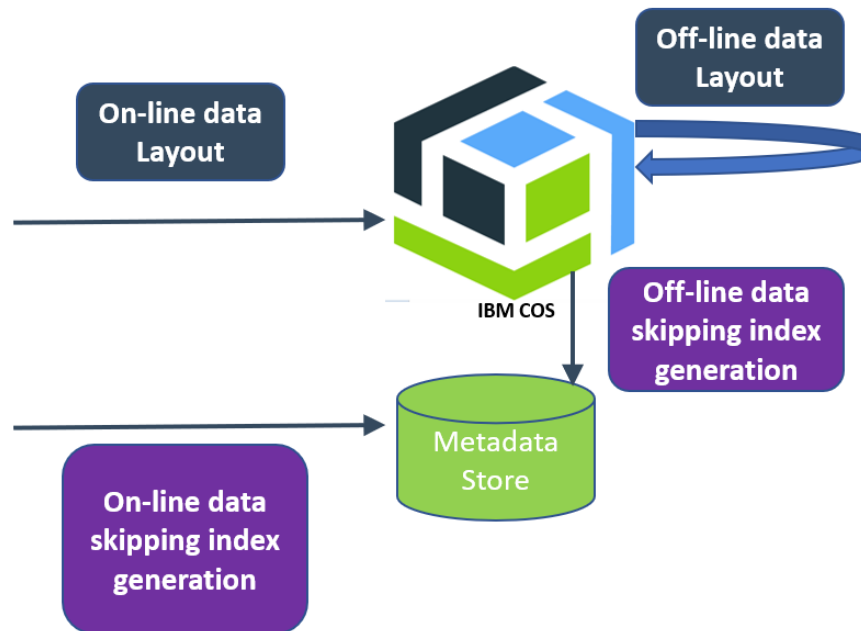 Off-line data
Layout
On-line data
Layout
IBM COS
Off-line data
skipping index
generation
Metadata
Store
On-line data
skipping index
generation